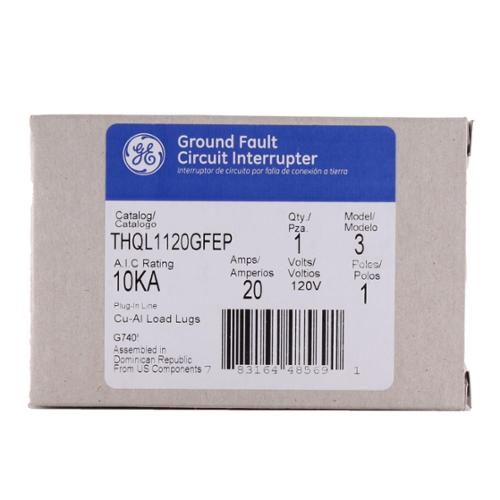 GE
Ground Fault
Circuit Interrupter
Interruptor de circuito por falla de conexión a tierra
Catalog/
Catalogo
THQL1120GFEP
Qty./
Pza.
1
Model/
Modelo
3
A.I.C Rating
10KA
Amps/
Amperios
20
Volts/
Voltios
120V
Poles/
Polos
1
Plug-In Line
Cu-Al Load Lugs
Assembled in
Dominican Republic
From US Components
7 83164 48569 1